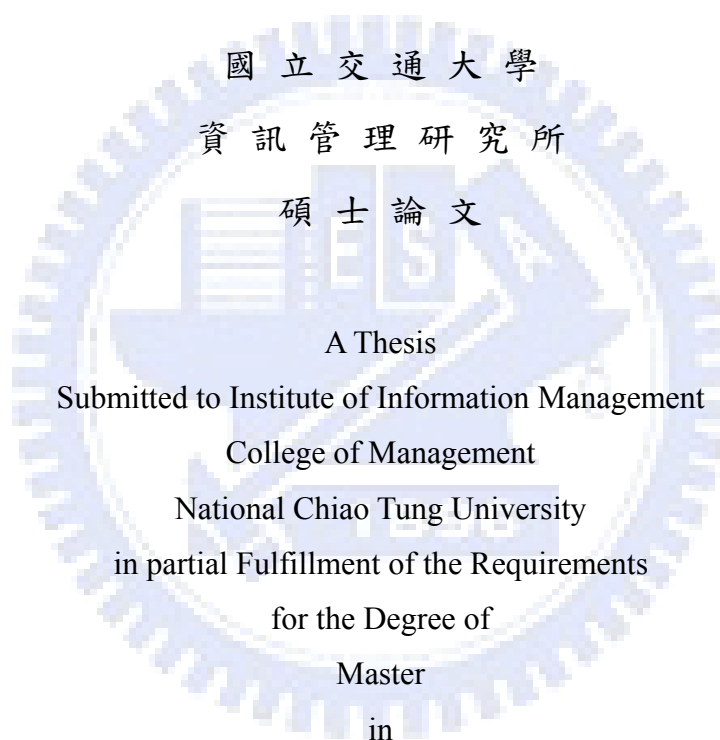 國立交通大學
資訊管理研究所
碩士論文
ESA
A Thesis
Submitted to Institute of Information Management
College of Management
National Chiao Tung University
in partial Fulfillment of the Requirements
for the Degree of
Master
in